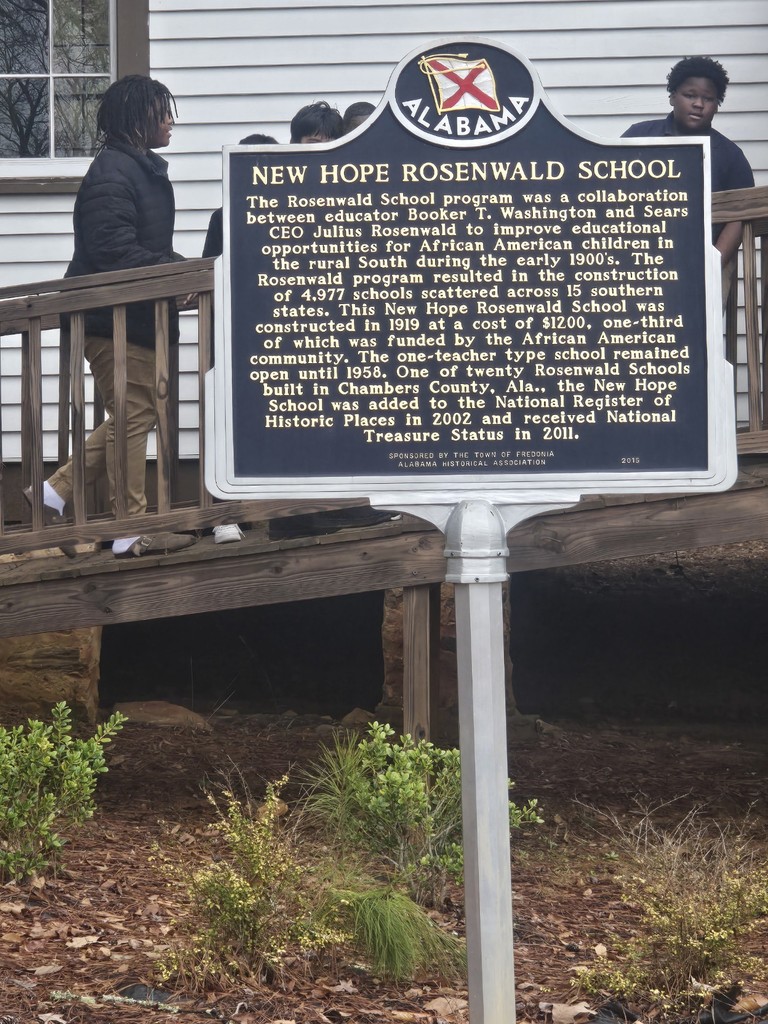 ALABAMA
NEW HOPE ROSENWALD SCHOOL
The Rosenwald School program was a collaboration
between educator Booker T. Washington and Sears
CEO Julius Rosenwald to improve educational
opportunities for African American children in
the rural South during the early 1900's. The
Rosenwald program resulted in the construction
of 4,977 schools scattered across 15 southern
states. This New Hope Rosenwald School was
constructed in 1919 at a cost of $1200, one-third
of which was funded by the African American
community. The one-teacher type school remained
open until 1958. One of twenty Rosenwald Schools
built in Chambers County, Ala., the New Hope
School was added to the National Register of
Historic Places in 2002 and received National
Treasure Status in 2011.
SPONSORED BY THE TOWN OF FREDONIA
ALABAMA HISTORICAL ASSOCIATION 2015